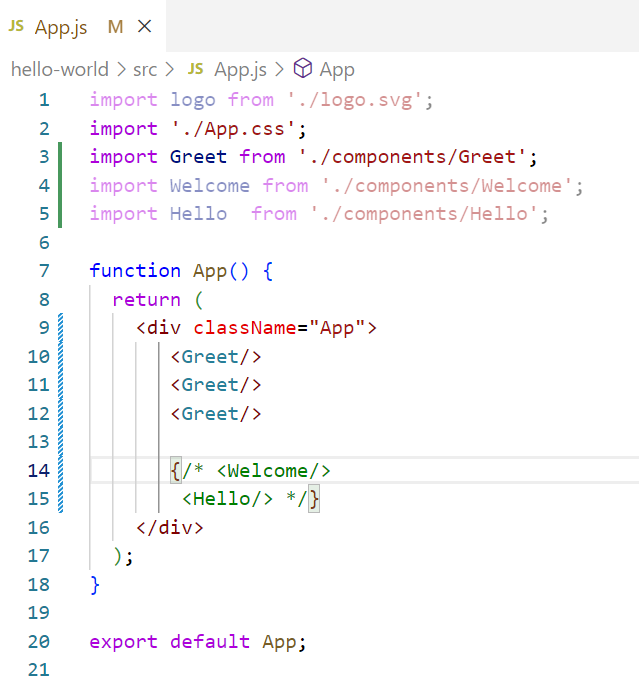 JS App.js M ×
hello-world > src > JS App.js > App
1 import logo from './logo.svg';
2 import './App.css';
3 import Greet from './components/Greet';
4 import Welcome from './components/Welcome';
5 import Hello  from './components/Hello';
6
7 function App() {
8   return (
9     <div className="App">
10        <Greet/>
11        <Greet/>
12        <Greet/>
13
14        {/* <Welcome/>
15         <Hello/> */}
16     </div>
17   );
18 }
19
20 export default App;
21